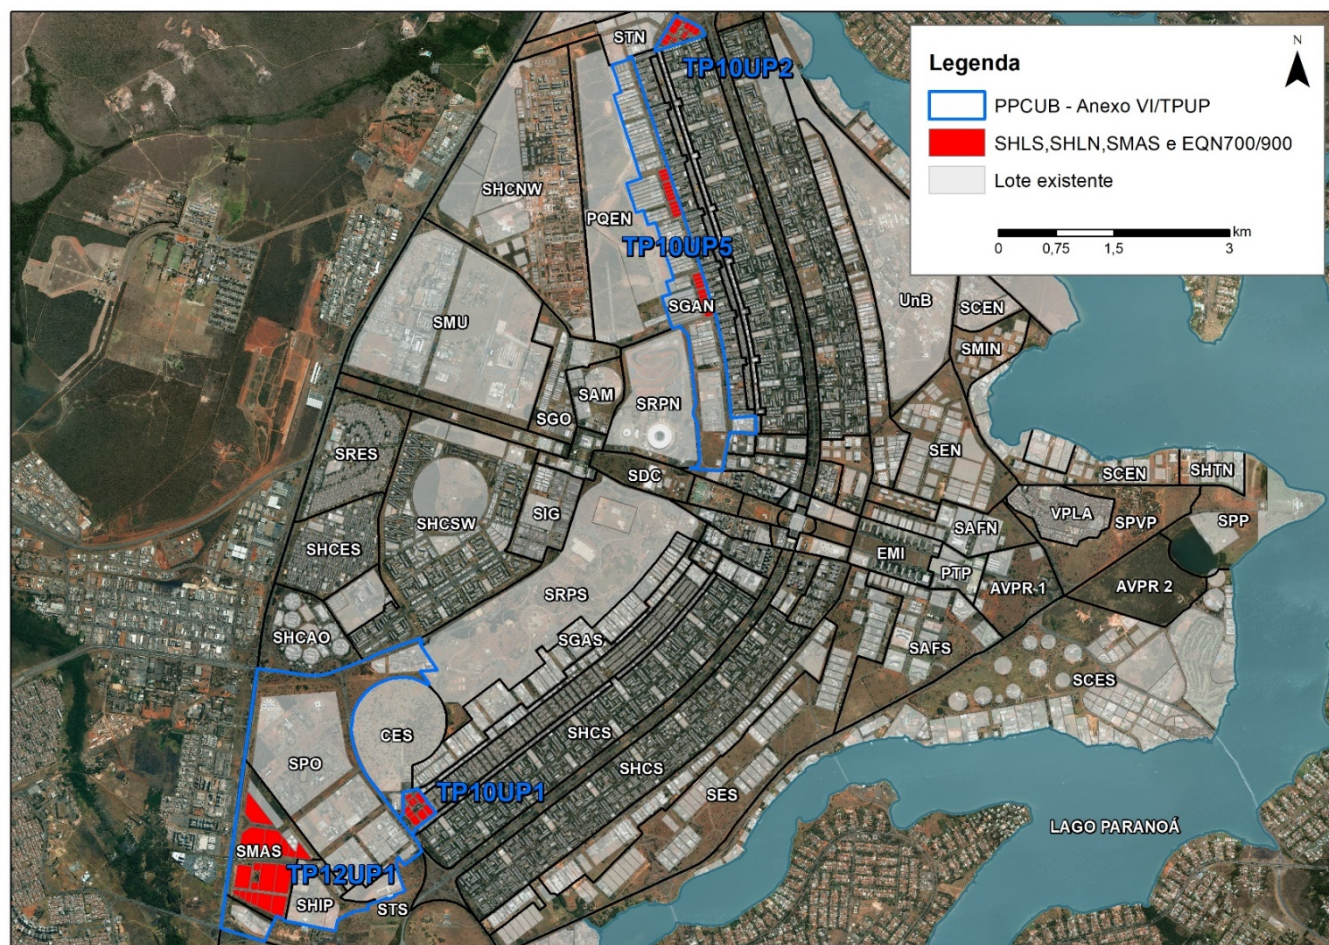 STN
TP10UP2
Legenda
N
PPCUB - Anexo VI/TPUP
SHLS,SHLN,SMAS e EQN700/900
Lote existente
km
0 0,75 1,5 3
SHCNW
PQEN
TP10UP5
SGAN
UnB
SCEN
SMIN
SMU
SAM
SGO
SRPN
SRES
SDC
SEN
SCEN
SHTN
SHCSW
SIG
VPLA
SPVP
SPP
SAFN
SHCES
EMI
PTP
AVPR 1
AVPR 2
SRPS
SHCAO
SGAS
SAFS
SCES
CES
SHCS
SPO
SHCS
TP10UP1
SES
LAGO PARANOÁ
SMAS
TP12UP1
SHIP
STS